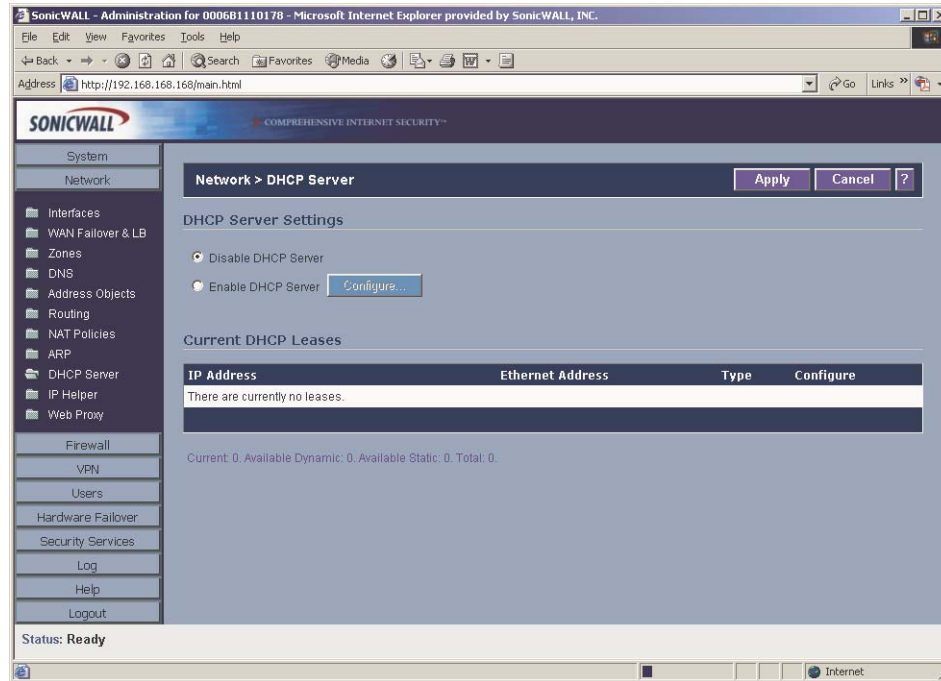 SonicWALL - Administration for 0006B1110178 - Microsoft Internet Explorer provided by SonicWALL, INC.
File Edit View Favorites Tools Help
Back Search Favorites Media
Address http://192.168.168.168/main.html Go Links »
SONICWALL COMPREHENSIVE INTERNET SECURITY™
System
Network
Interfaces
WAN Failover & LB
Zones
DNS
Address Objects
Routing
NAT Policies
ARP
DHCP Server
IP Helper
Web Proxy
Firewall
VPN
Users
Hardware Failover
Security Services
Log
Help
Logout
Network > DHCP Server Apply Cancel ?
DHCP Server Settings
Disable DHCP Server
Enable DHCP Server Configure...
Current DHCP Leases
IP Address Ethernet Address Type Configure
There are currently no leases.
Current: 0. Available Dynamic: 0. Available Static: 0. Total: 0.
Status: Ready
Internet